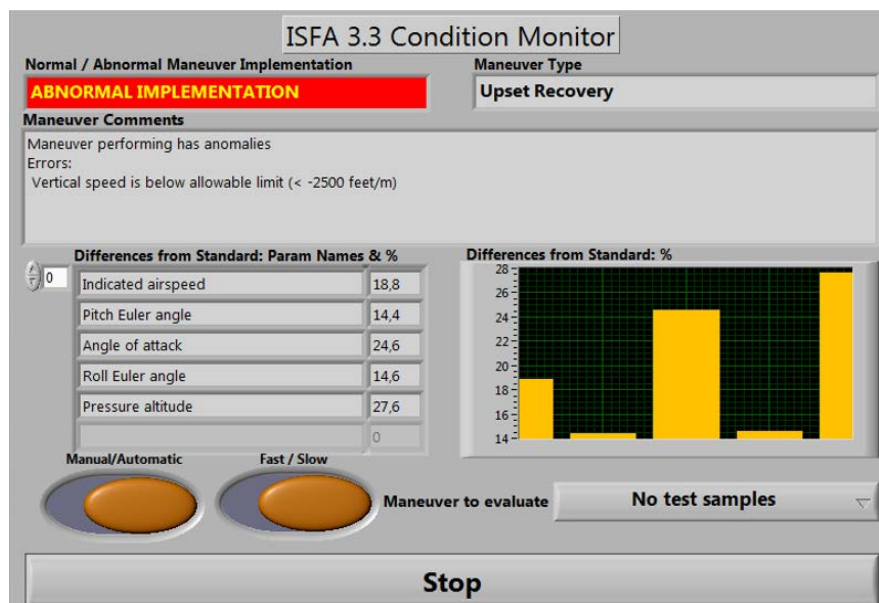 ISFA 3.3 Condition Monitor
Normal / Abnormal Maneuver Implementation
Maneuver Type
ABNORMAL IMPLEMENTATION
Upset Recovery
Maneuver Comments
Maneuver performing has anomalies
Errors:
Vertical speed is below allowable limit (< -2500 feet/m)
Differences from Standard: Param Names & %
0
Indicated airspeed 18,8
Pitch Euler angle 14,4
Angle of attack 24,6
Roll Euler angle 14,6
Pressure altitude 27,6
0
Differences from Standard: %
28
26
24
22
20
18
16
14
Manual/Automatic
Fast / Slow
Maneuver to evaluate
No test samples
Stop